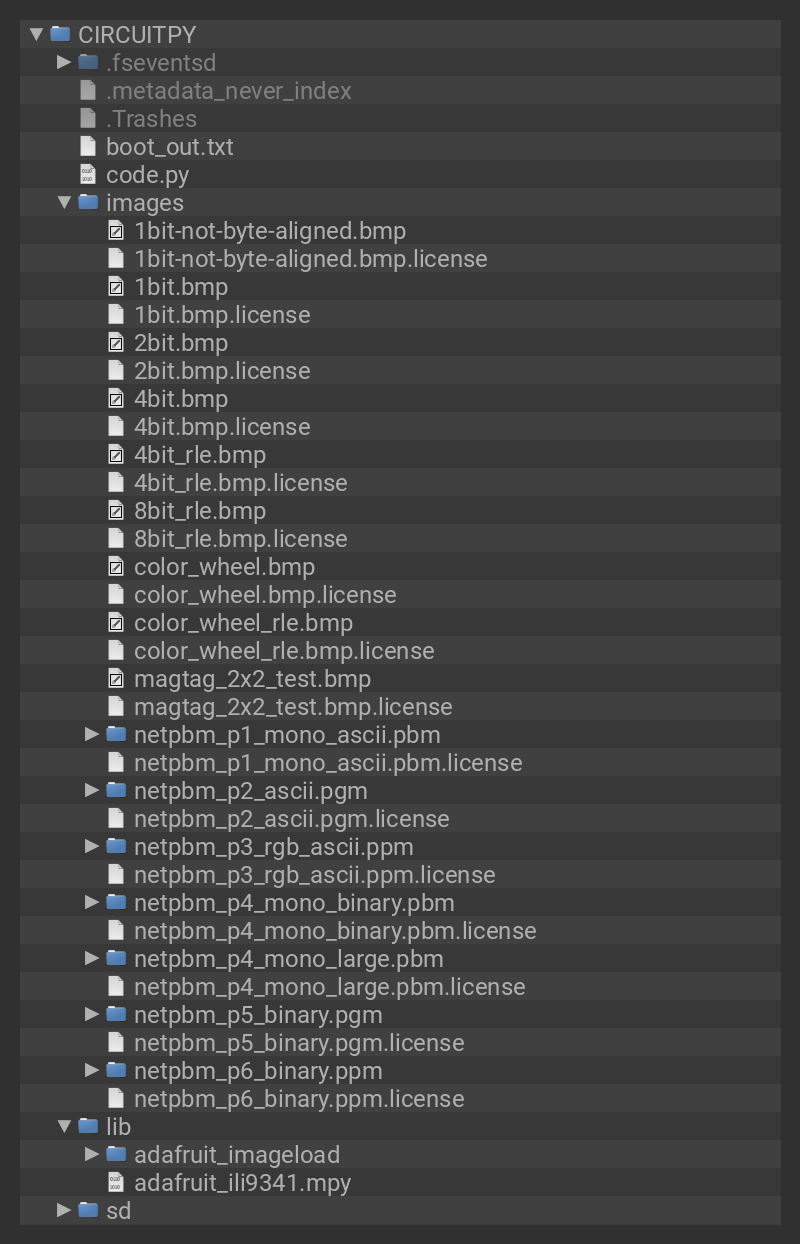 CIRCUITPY
.fseventsd
.metadata_never_index
.Trashes
boot_out.txt
code.py
images
1bit-not-byte-aligned.bmp
1bit-not-byte-aligned.bmp.license
1bit.bmp
1bit.bmp.license
2bit.bmp
2bit.bmp.license
4bit.bmp
4bit.bmp.license
4bit_rle.bmp
4bit_rle.bmp.license
8bit_rle.bmp
8bit_rle.bmp.license
color_wheel.bmp
color_wheel.bmp.license
color_wheel_rle.bmp
color_wheel_rle.bmp.license
magtag_2x2_test.bmp
magtag_2x2_test.bmp.license
netpbm_p1_mono_ascii.pbm
netpbm_p1_mono_ascii.pbm.license
netpbm_p2_ascii.pgm
netpbm_p2_ascii.pgm.license
netpbm_p3_rgb_ascii.ppm
netpbm_p3_rgb_ascii.ppm.license
netpbm_p4_mono_binary.pbm
netpbm_p4_mono_binary.pbm.license
netpbm_p4_mono_large.pbm
netpbm_p4_mono_large.pbm.license
netpbm_p5_binary.pgm
netpbm_p5_binary.pgm.license
netpbm_p6_binary.ppm
netpbm_p6_binary.ppm.license
lib
adafruit_imageload
adafruit_ili9341.mpy
sd